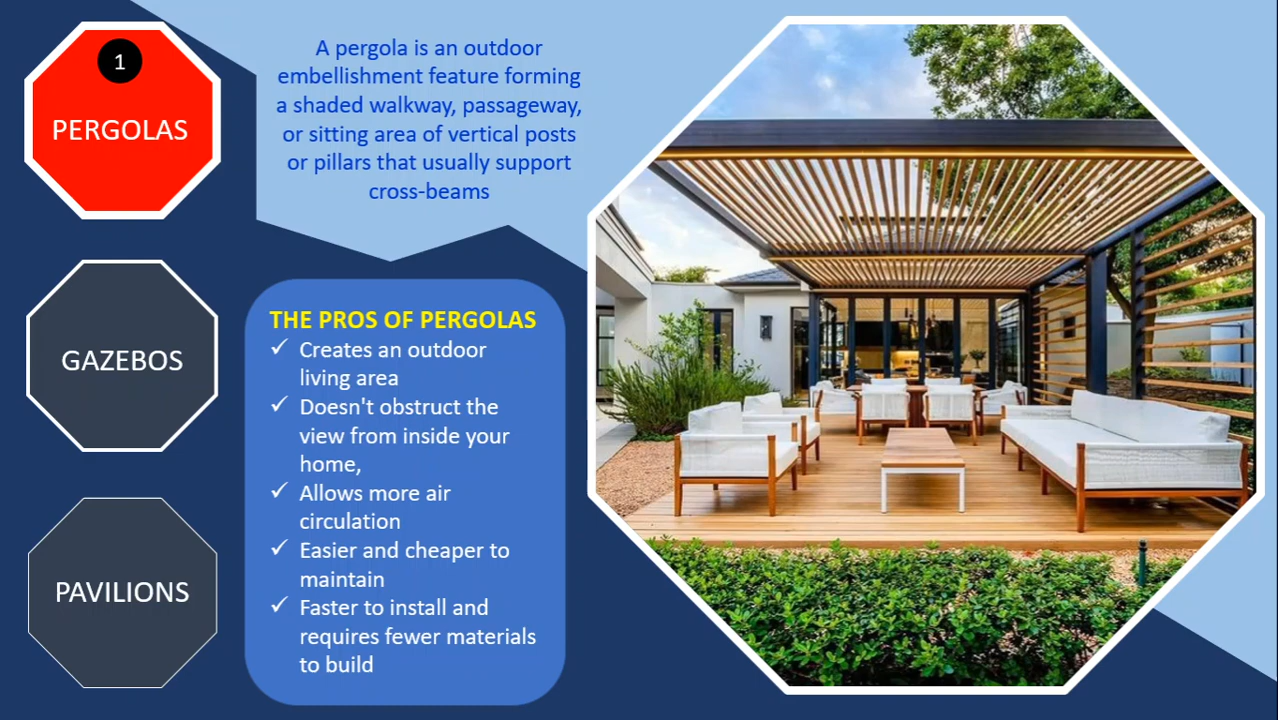 1
PERGOLAS
GAZEBOS
PAVILIONS
A pergola is an outdoor
embellishment feature forming
a shaded walkway, passageway,
or sitting area of vertical posts
or pillars that usually support
cross-beams
THE PROS OF PERGOLAS
✓ Creates an outdoor
living area
✓ Doesn't obstruct the
view from inside your
home,
✓ Allows more air
circulation
✓ Easier and cheaper to
maintain
✓ Faster to install and
requires fewer materials
to build